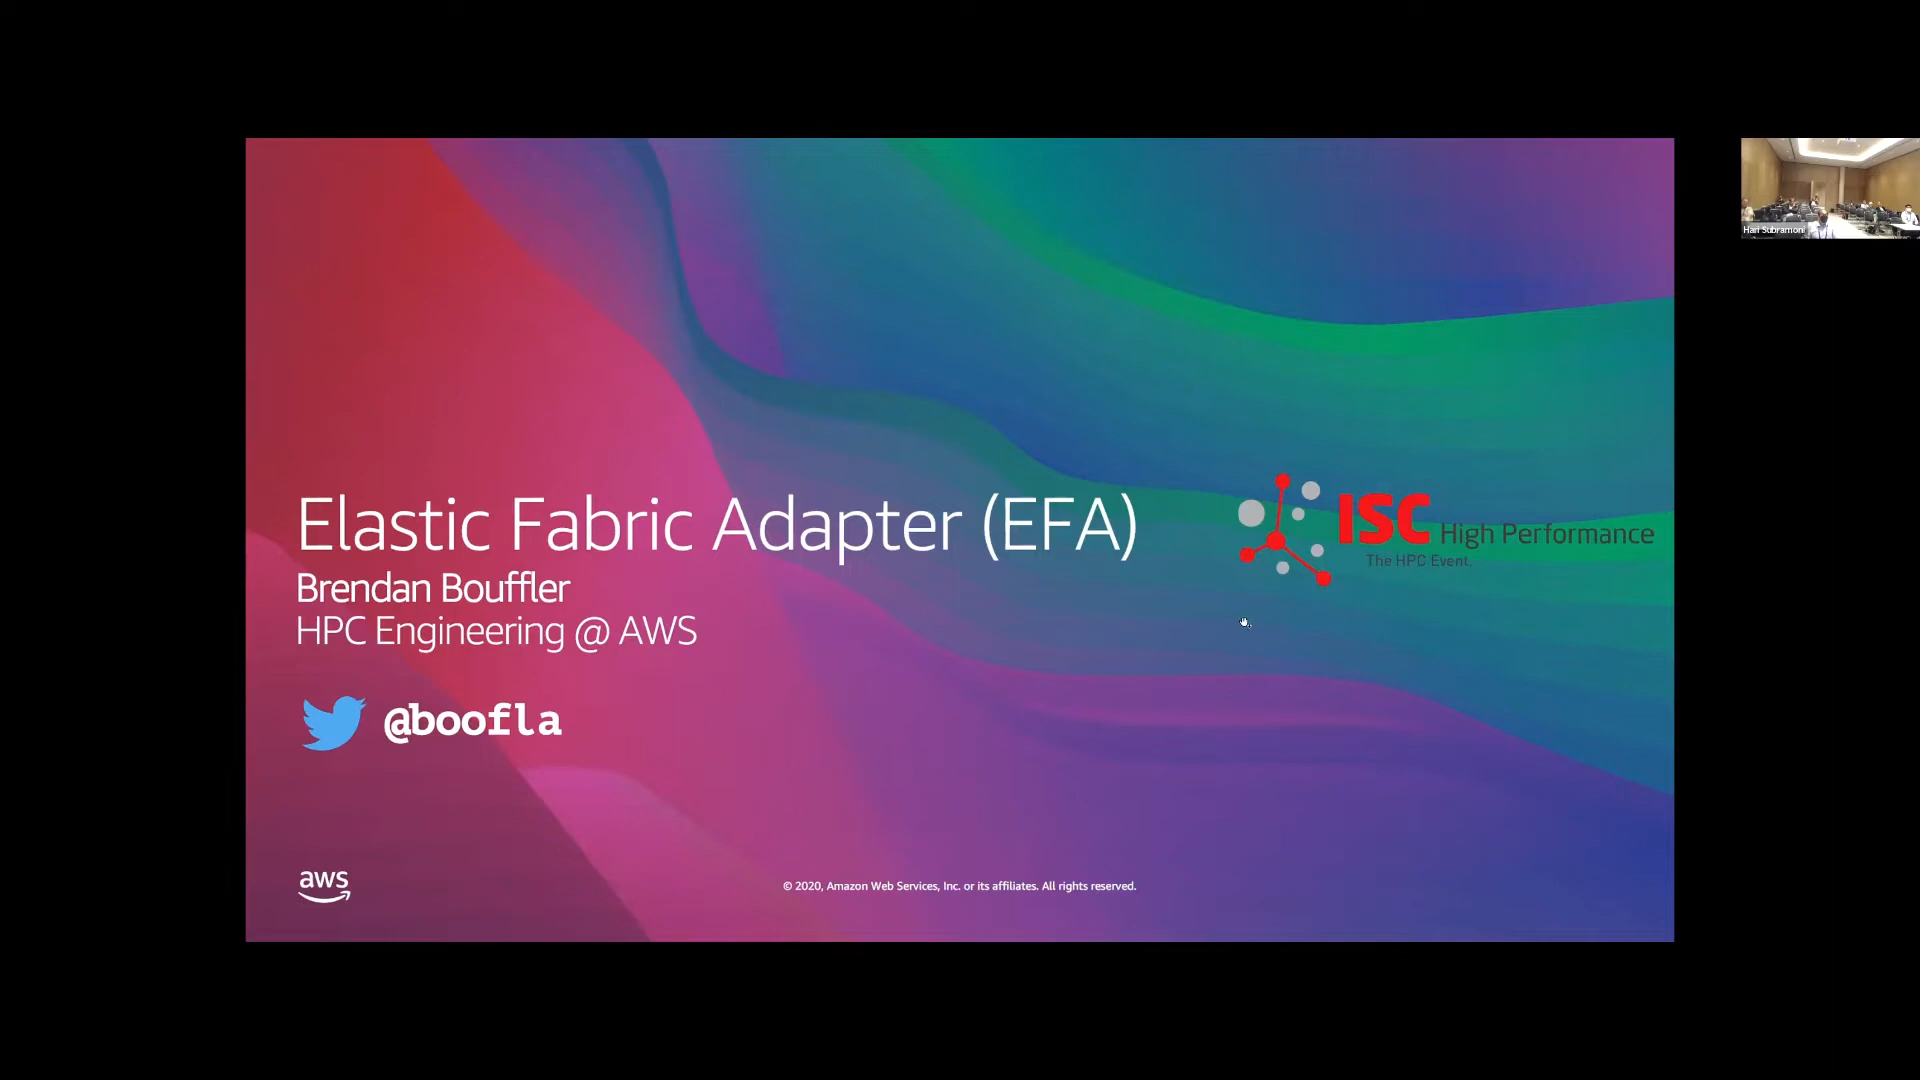 Elastic Fabric Adapter (EFA)
Brendan Bouffler
HPC Engineering @ AWS
@boofla
ISC High Performance
The HPC Event.
aws
© 2020, Amazon Web Services, Inc. or its affiliates. All rights reserved.
Hari Subramoni